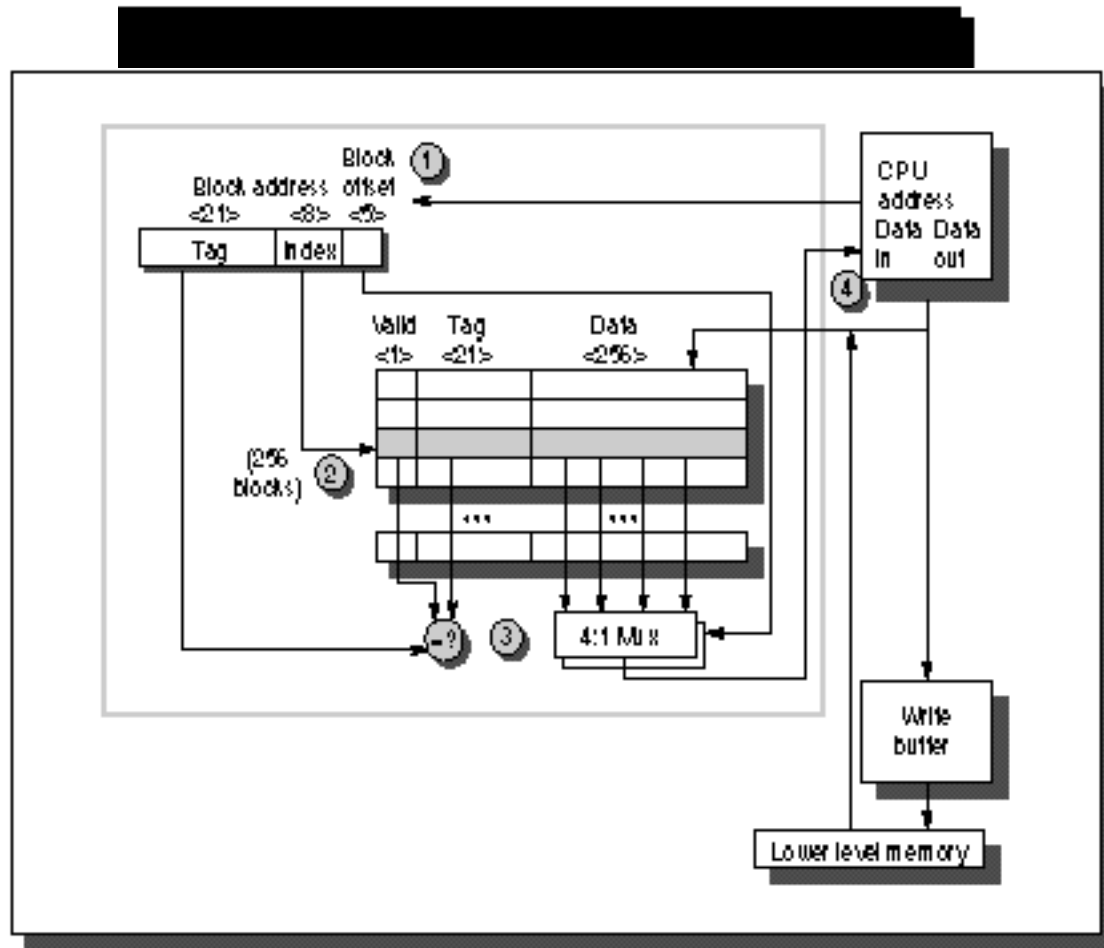 Block
Block address offset
<21> <8> <5>
Tag Index
1
CPU
address
Data Data
in out
4
Valid Tag Data
<1> <21> <256>
(256
blocks)
2
...
...
=?
3
4:1 Mux
Write
buffer
Lower level memory